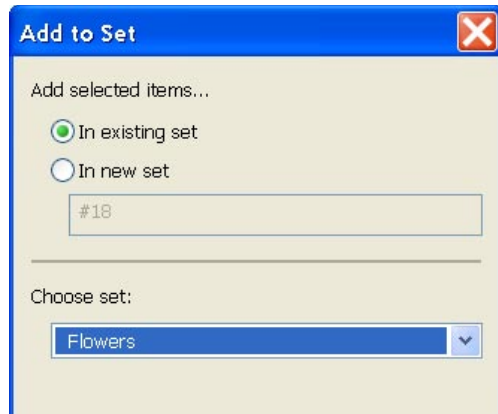 Add to Set
Add selected items...
In existing set
In new set
#18
Choose set:
Flowers